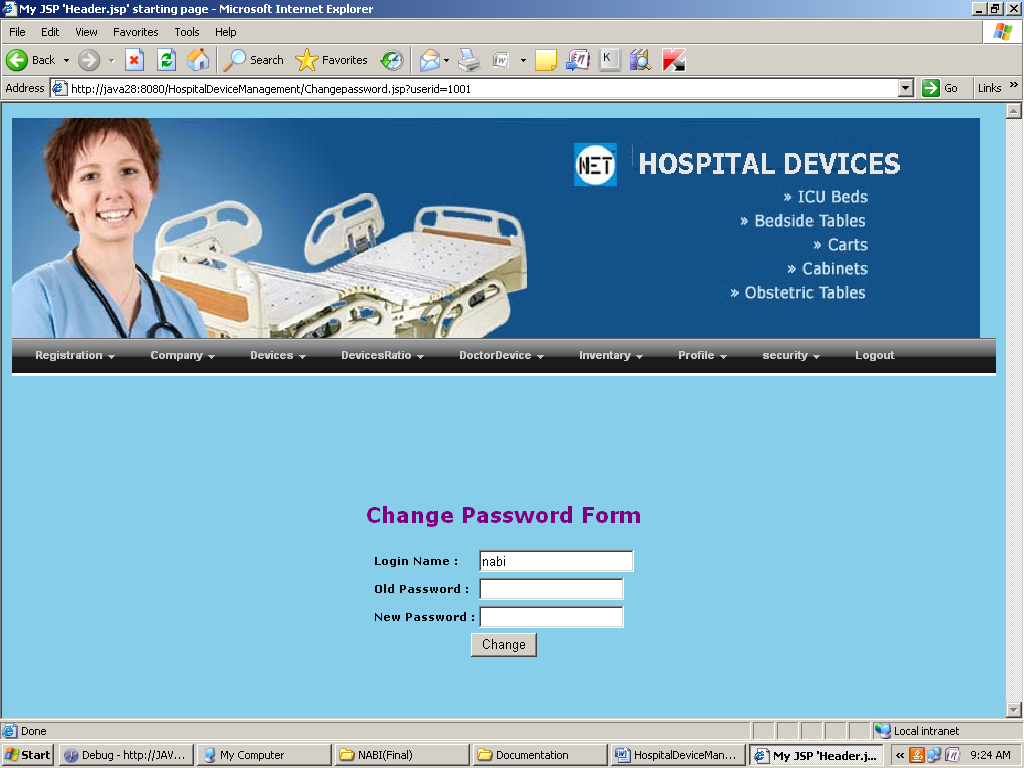 My JSP 'Header.jsp' starting page - Microsoft Internet Explorer
File Edit View Favorites Tools Help
Back Search Favorites
Address http://java28:8080/HospitalDeviceManagement/Changepassword.jsp?userid=1001 Go Links »
NET HOSPITAL DEVICES
» ICU Beds
» Bedside Tables
» Carts
» Cabinets
» Obstetric Tables
Registration Company Devices DevicesRatio DoctorDevice Inventory Profile security Logout
Change Password Form
Login Name : nabi
Old Password :
New Password :
Change
Done Local intranet
Start Debug - http://JAV... My Computer NABI(Final) Documentation HospitalDeviceMan... My JSP 'Header.j... « 9:24 AM